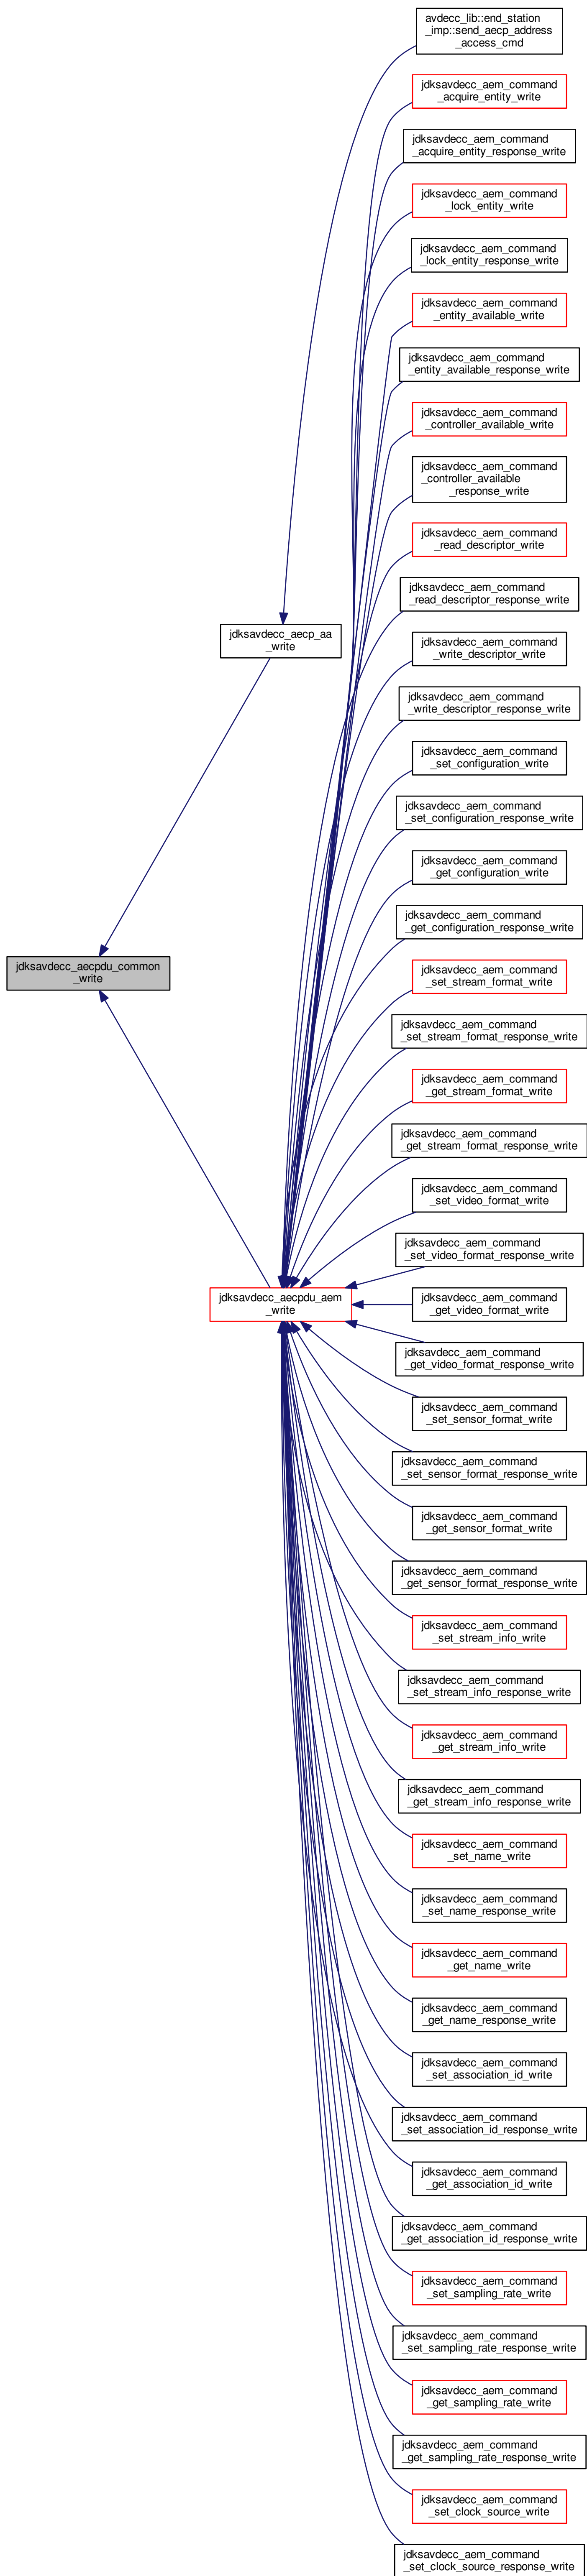 avdecc_lib::end_station
_imp::send_aecp_address
_access_cmd
jdksavdecc_aem_command
_acquire_entity_write
jdksavdecc_aem_command
_acquire_entity_response_write
jdksavdecc_aem_command
_lock_entity_write
jdksavdecc_aem_command
_lock_entity_response_write
jdksavdecc_aem_command
_entity_available_write
jdksavdecc_aem_command
_entity_available_response_write
jdksavdecc_aem_command
_controller_available_write
jdksavdecc_aem_command
_controller_available
_response_write
jdksavdecc_aem_command
_read_descriptor_write
jdksavdecc_aem_command
_read_descriptor_response_write
jdksavdecc_aecp_aa
_write
jdksavdecc_aem_command
_write_descriptor_write
jdksavdecc_aem_command
_write_descriptor_response_write
jdksavdecc_aem_command
_set_configuration_write
jdksavdecc_aem_command
_set_configuration_response_write
jdksavdecc_aem_command
_get_configuration_write
jdksavdecc_aem_command
_get_configuration_response_write
jdksavdecc_aecpdu_common
_write
jdksavdecc_aem_command
_set_stream_format_write
jdksavdecc_aem_command
_set_stream_format_response_write
jdksavdecc_aem_command
_get_stream_format_write
jdksavdecc_aem_command
_get_stream_format_response_write
jdksavdecc_aem_command
_set_video_format_write
jdksavdecc_aem_command
_set_video_format_response_write
jdksavdecc_aecpdu_aem
_write
jdksavdecc_aem_command
_get_video_format_write
jdksavdecc_aem_command
_get_video_format_response_write
jdksavdecc_aem_command
_set_sensor_format_write
jdksavdecc_aem_command
_set_sensor_format_response_write
jdksavdecc_aem_command
_get_sensor_format_write
jdksavdecc_aem_command
_get_sensor_format_response_write
jdksavdecc_aem_command
_set_stream_info_write
jdksavdecc_aem_command
_set_stream_info_response_write
jdksavdecc_aem_command
_get_stream_info_write
jdksavdecc_aem_command
_get_stream_info_response_write
jdksavdecc_aem_command
_set_name_write
jdksavdecc_aem_command
_set_name_response_write
jdksavdecc_aem_command
_get_name_write
jdksavdecc_aem_command
_get_name_response_write
jdksavdecc_aem_command
_set_association_id_write
jdksavdecc_aem_command
_set_association_id_response_write
jdksavdecc_aem_command
_get_association_id_write
jdksavdecc_aem_command
_get_association_id_response_write
jdksavdecc_aem_command
_set_sampling_rate_write
jdksavdecc_aem_command
_set_sampling_rate_response_write
jdksavdecc_aem_command
_get_sampling_rate_write
jdksavdecc_aem_command
_get_sampling_rate_response_write
jdksavdecc_aem_command
_set_clock_source_write
jdksavdecc_aem_command
_set_clock_source_response_write